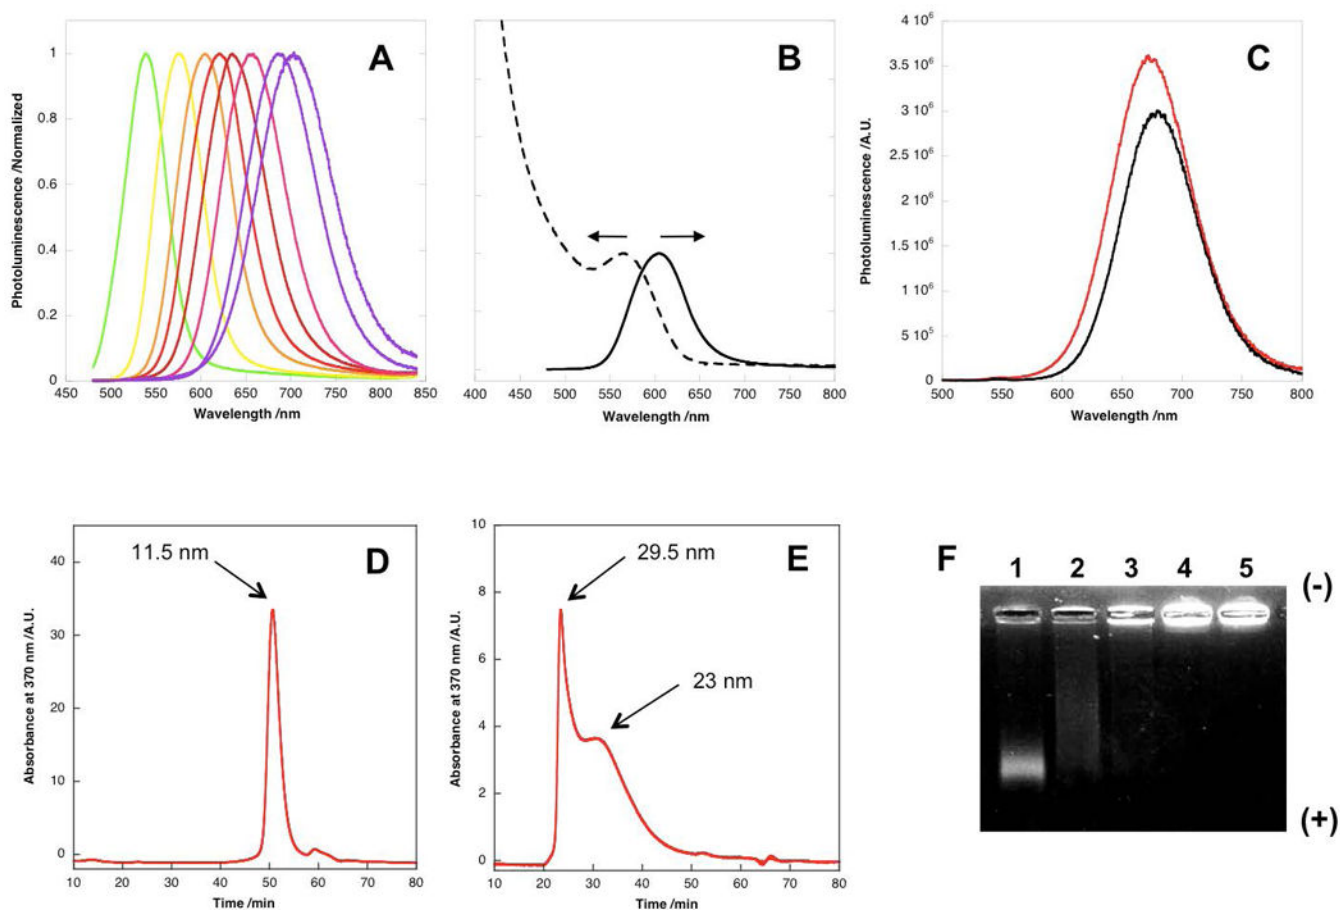 A
Photoluminescence /Normalized
1
0.8
0.6
0.4
0.2
0
450 500 550 600 650 700 750 800 850
Wavelength /nm
B
400 450 500 550 600 650 700 750 800
Wavelength /nm
C
Photoluminescence /A.U.
4 10⁶
3.5 10⁶
3 10⁶
2.5 10⁶
2 10⁶
1.5 10⁶
1 10⁶
5 10⁵
0
500 550 600 650 700 750 800
Wavelength /nm
D
11.5 nm
Absorbance at 370 nm /A.U.
40
30
20
10
0
10 20 30 40 50 60 70 80
Time /min
E
29.5 nm
23 nm
Absorbance at 370 nm /A.U.
10
8
6
4
2
0
10 20 30 40 50 60 70 80
Time /min
F
1 2 3 4 5
(-)
(+)